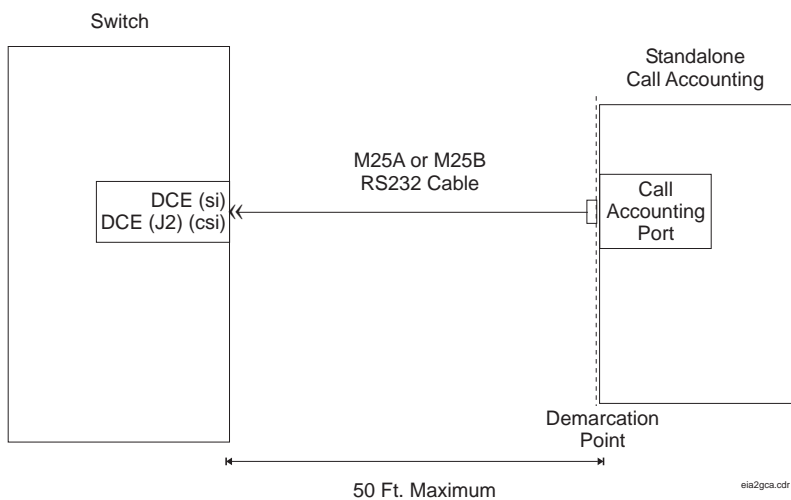 Switch
Standalone
Call Accounting
M25A or M25B
RS232 Cable
DCE (si)
DCE (J2) (csi)
Call
Accounting
Port
Demarcation
Point
50 Ft. Maximum
eia2gca.cdr